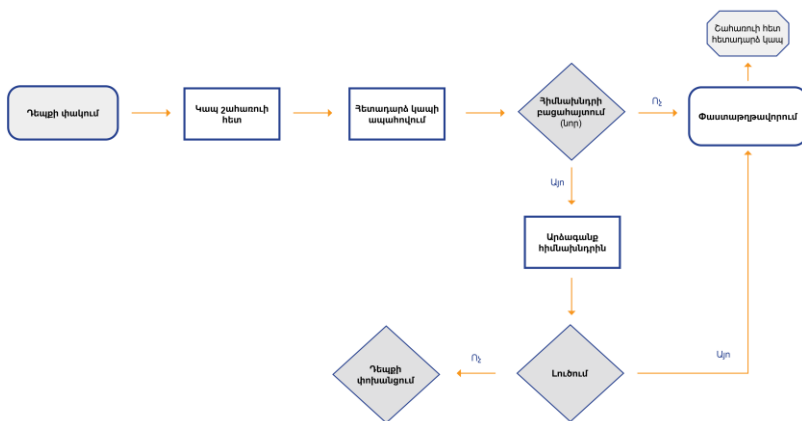 Շահառուի հետ
հետադարձ կապ
Դեպքի փակում
Կապ շահառուի
հետ
Հետադարձ կապի
ապահովում
Հիմնախնդրի
բացահայտում
(նոր)
Ոչ
Փաստաթղթավորում
Այո
Արձագանք
հիմնախնդրին
Դեպքի
փոխանցում
Ոչ
Լուծում
Այո